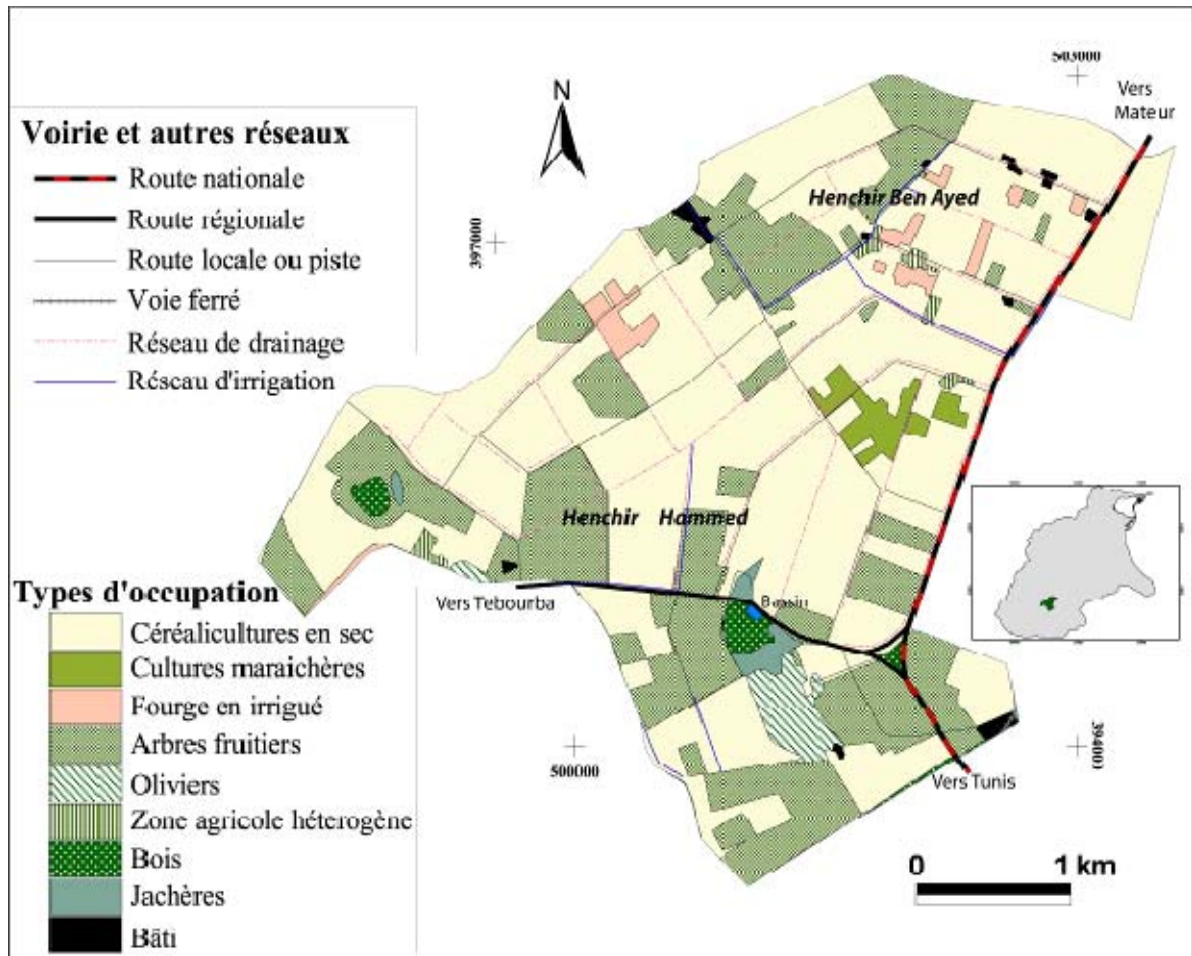 Voirie et autres réseaux
Route nationale
Route régionale
Route locale ou piste
Voie ferré
Réseau de drainage
Réseau d'irrigation
Types d'occupation
Céréalicultures en sec
Cultures maraichères
Fourge en irrigué
Arbres fruitiers
Oliviers
Zone agricole hétérogène
Bois
Jachères
Bâti
N
503000
Vers
Mateur
397000
Henchir Ben Ayed
Henchir Hammed
Vers Tebourba
Bassin
500000
394000
Vers Tunis
0 1 km